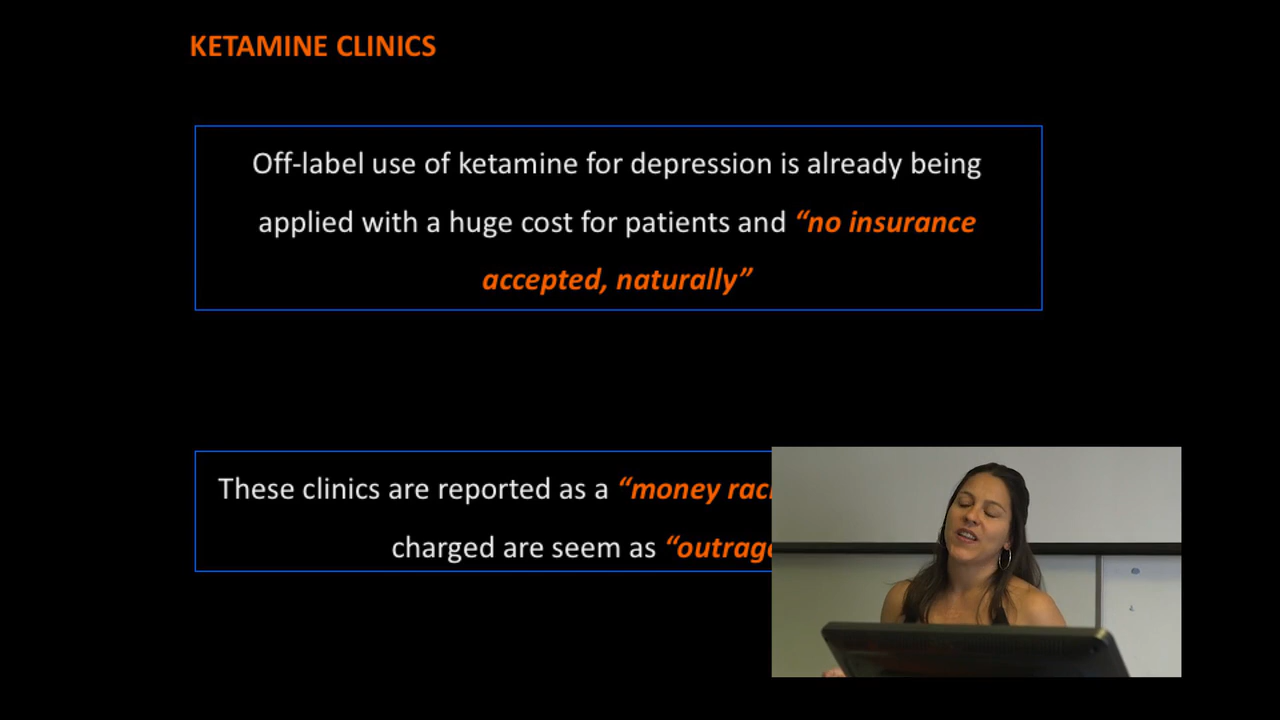 KETAMINE CLINICS
Off-label use of ketamine for depression is already being
applied with a huge cost for patients and “no insurance
accepted, naturally”
These clinics are reported as a “money
charged are seem as